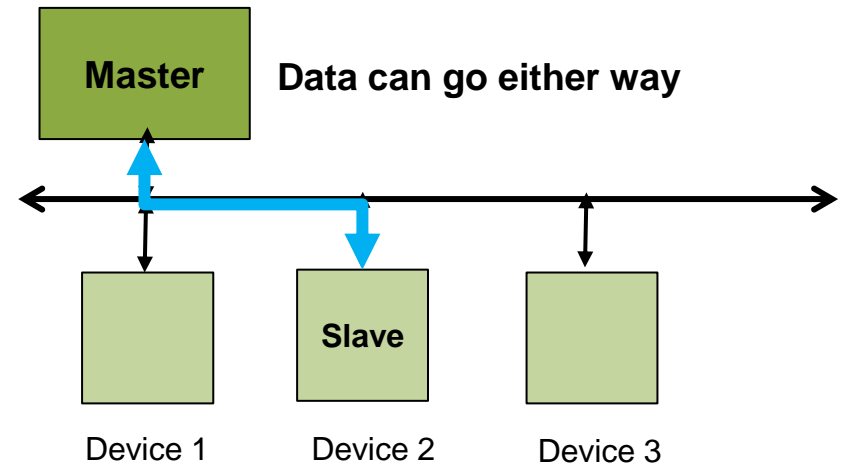 Master
Data can go either way
Slave
Device 1
Device 2
Device 3